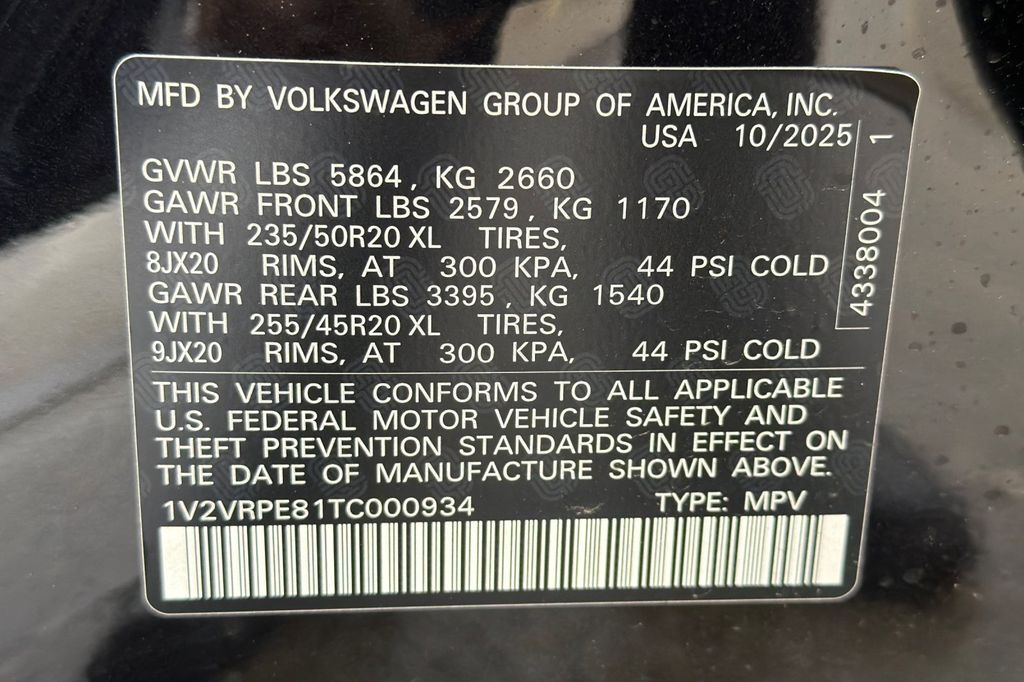 MFD BY VOLKSWAGEN GROUP OF AMERICA, INC.
USA 10/2025
GVWR LBS 5864, KG 2660
GAWR FRONT LBS 2579, KG 1170
WITH 235/50R20 XL TIRES,
8JX20 RIMS, AT 300 KPA, 44 PSI COLD
GAWR REAR LBS 3395, KG 1540
WITH 255/45R20 XL TIRES,
9JX20 RIMS, AT 300 KPA, 44 PSI COLD
4338004 1
THIS VEHICLE CONFORMS TO ALL APPLICABLE
U.S. FEDERAL MOTOR VEHICLE SAFETY AND
THEFT PREVENTION STANDARDS IN EFFECT ON
THE DATE OF MANUFACTURE SHOWN ABOVE.
1V2VRPE81TC000934 TYPE: MPV